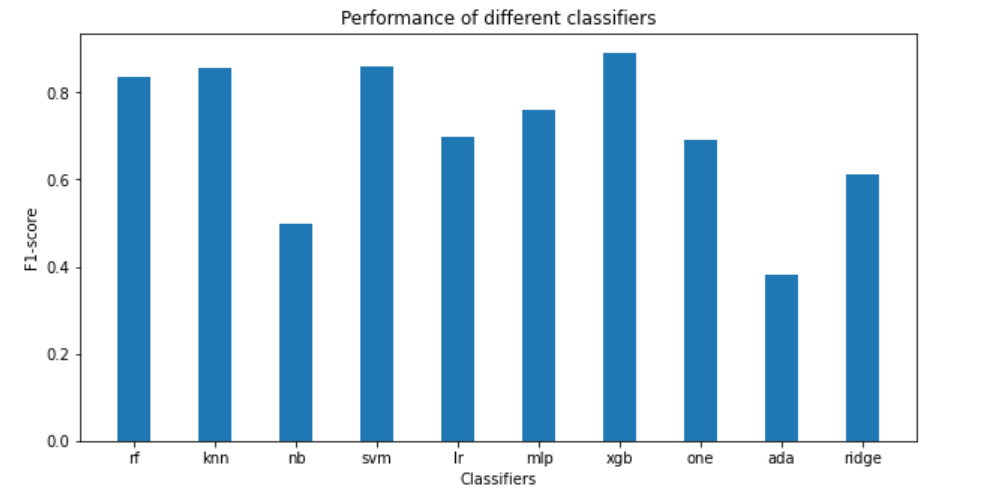 Performance of different classifiers
F1-score
0.8
0.6
0.4
0.2
0.0
rf knn nb svm lr mlp xgb one ada ridge
Classifiers